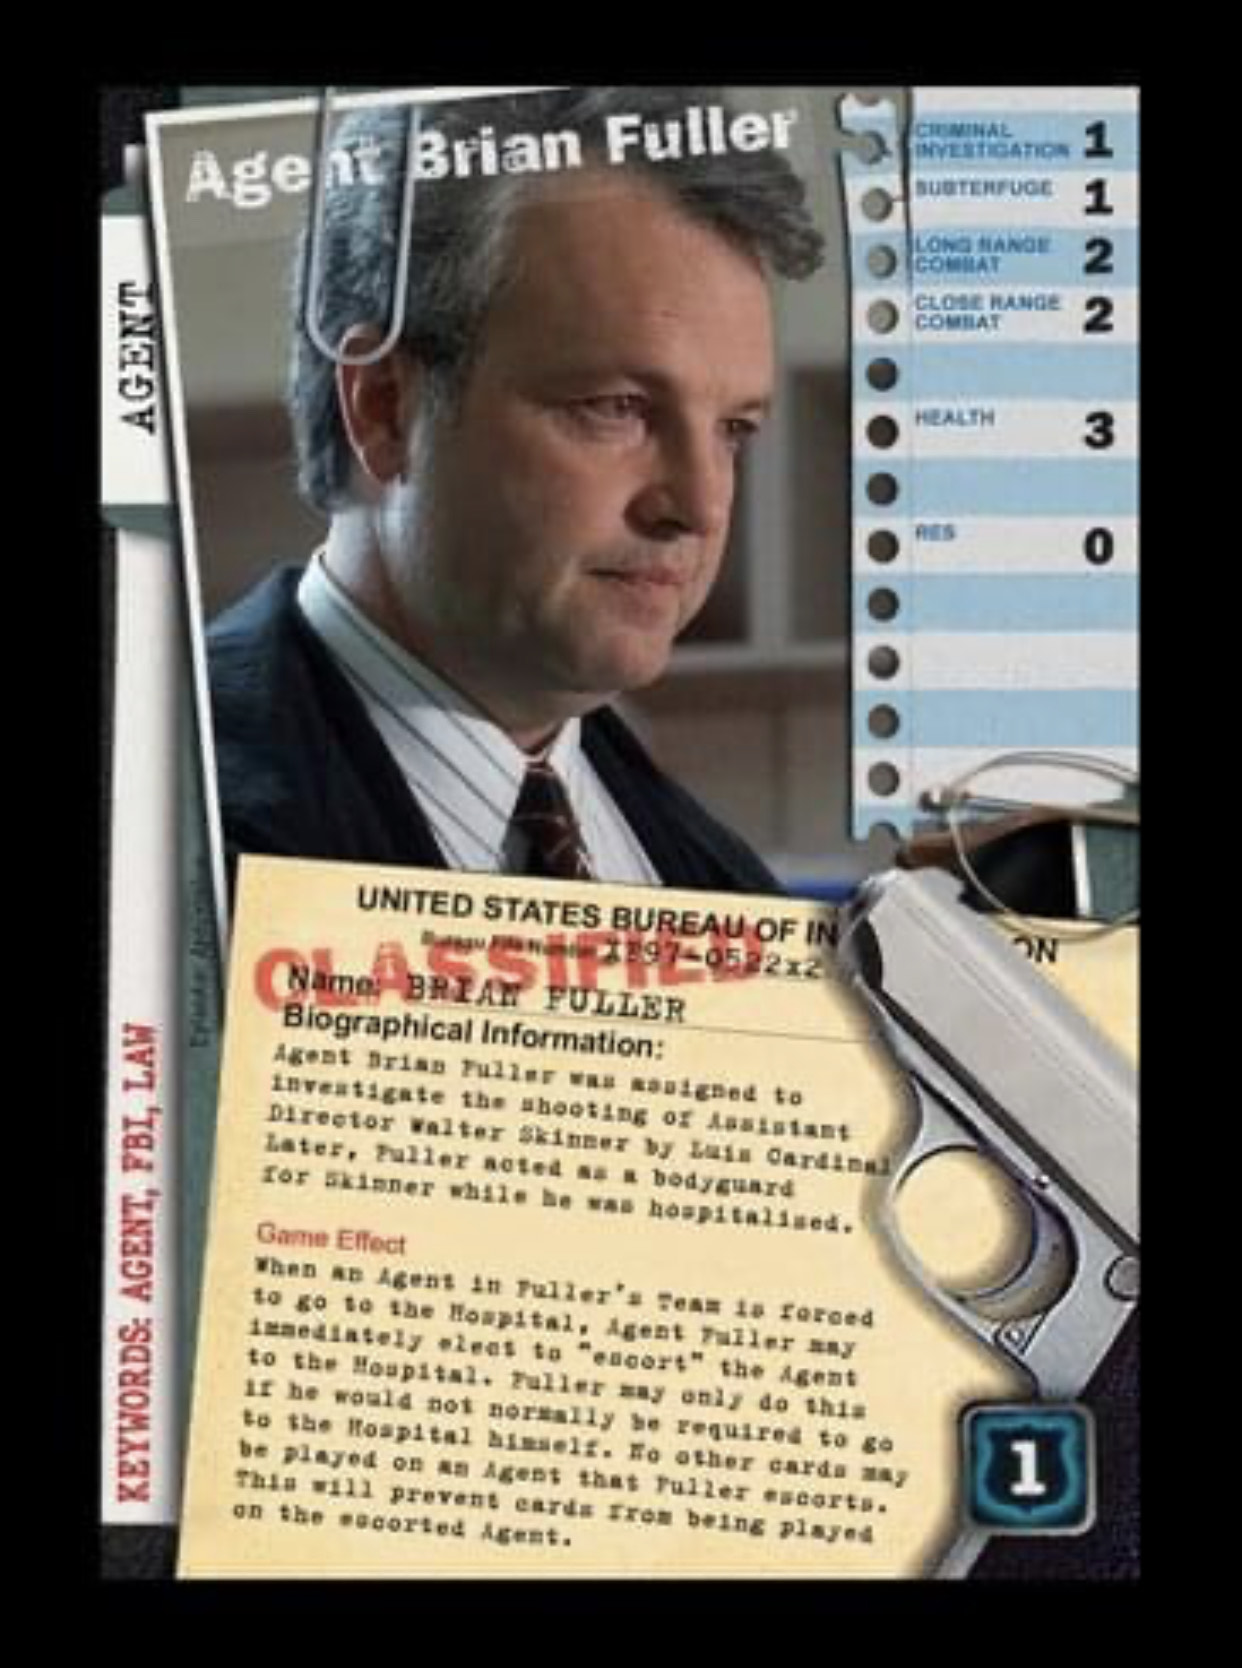 Agent Brian Fuller
CRIMINAL
INVESTIGATION 1
SUBTERFUGE 1
LONG RANGE
COMBAT 2
CLOSE RANGE
COMBAT 2
HEALTH 3
RES 0
AGENT
KEYWORDS: AGENT, FBI, LAW
UNITED STATES BUREAU OF IN ON
Bureau File Number
CLASSIFIED
Name: BRIAN FULLER
Biographical Information:
Agent Brian Fuller was assigned to
investigate the shooting of Assistant
Director Walter Skinner by Luis Cardinal
Later, Fuller acted as a bodyguard
for Skinner while he was hospitalized.
Game Effect
When an Agent in Fuller's Team is forced
to go to the Hospital, Agent Fuller may
immediately elect to "escort" the Agent
to the Hospital. Fuller may only do this
if he would not normally be required to go
to the Hospital himself. No other cards may
be played on an Agent that Fuller escorts.
This will prevent cards from being played
on the escorted Agent.
1